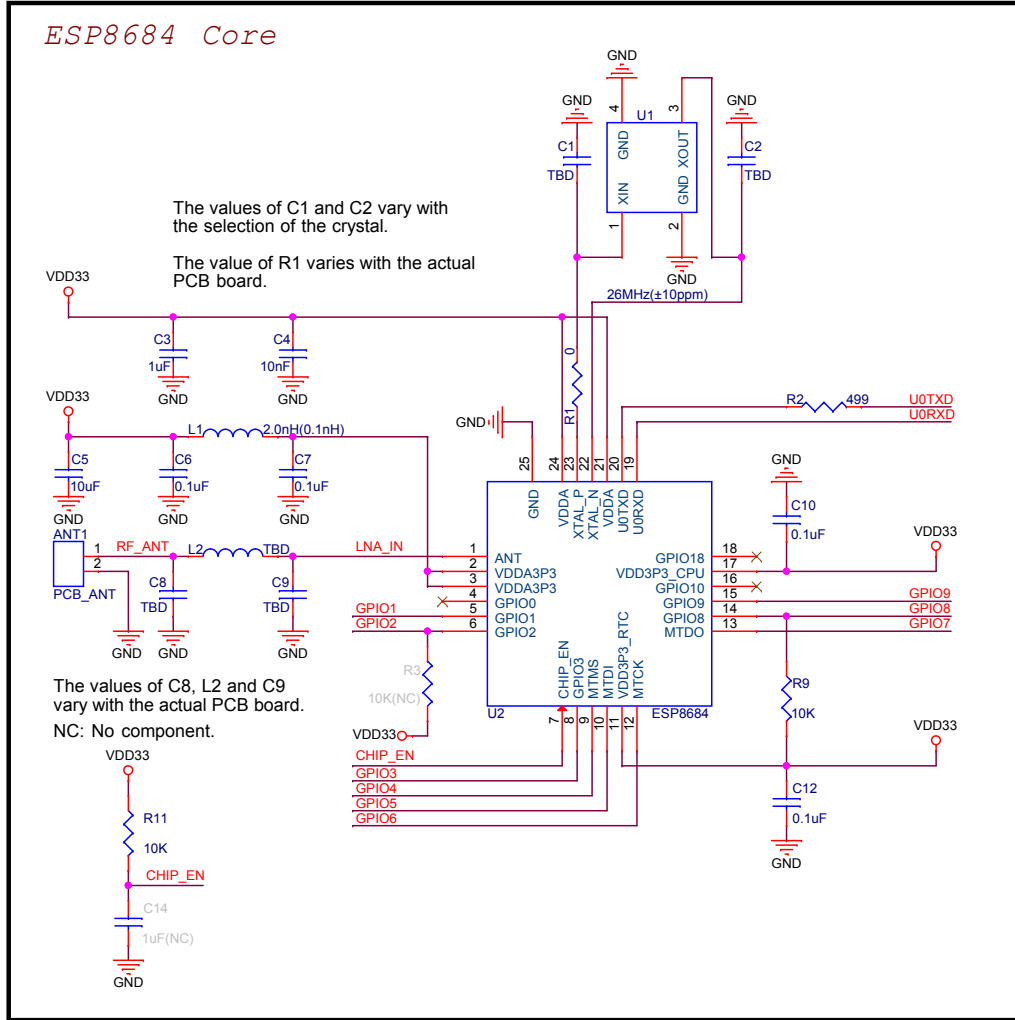 ESP8684 Core
GND
GND
GND
4
3
U1
C1
TBD
GND
XOUT
C2
TBD
XIN
GND
1
2
GND
The values of C1 and C2 vary with
the selection of the crystal.
The value of R1 varies with the actual
PCB board.
VDD33
26MHz(±10ppm)
C3
1uF
GND
C4
10nF
GND
0
R1
VDD33
R2
499
U0TXD
U0RXD
L1
2.0nH(0.1nH)
GND
C5
10uF
GND
C6
0.1uF
GND
C7
0.1uF
GND
25
24
23
22
21
20
19
GND
VDDA
XTAL_P
XTAL_N
VDDA
U0TXD
U0RXD
GND
C10
0.1uF
VDD33
ANT1
1
2
PCB_ANT
RF_ANT
L2
TBD
LNA_IN
C8
TBD
GND
C9
TBD
GND
GND
1
2
3
4
5
6
ANT
VDDA3P3
VDDA3P3
GPIO0
GPIO1
GPIO2
GPIO1
GPIO2
GPIO18
VDD3P3_CPU
GPIO10
GPIO9
GPIO8
MTDO
18
17
16
15
14
13
GPIO9
GPIO8
GPIO7
CHIP_EN
GPIO3
MTMS
MTDI
VDD3P3_RTC
MTCK
7
8
9
10
11
12
U2
ESP8684
R3
10K(NC)
VDD33
R9
10K
VDD33
C12
0.1uF
GND
The values of C8, L2 and C9
vary with the actual PCB board.
NC: No component.
CHIP_EN
GPIO3
GPIO4
GPIO5
GPIO6
VDD33
R11
10K
CHIP_EN
C14
1uF(NC)
GND